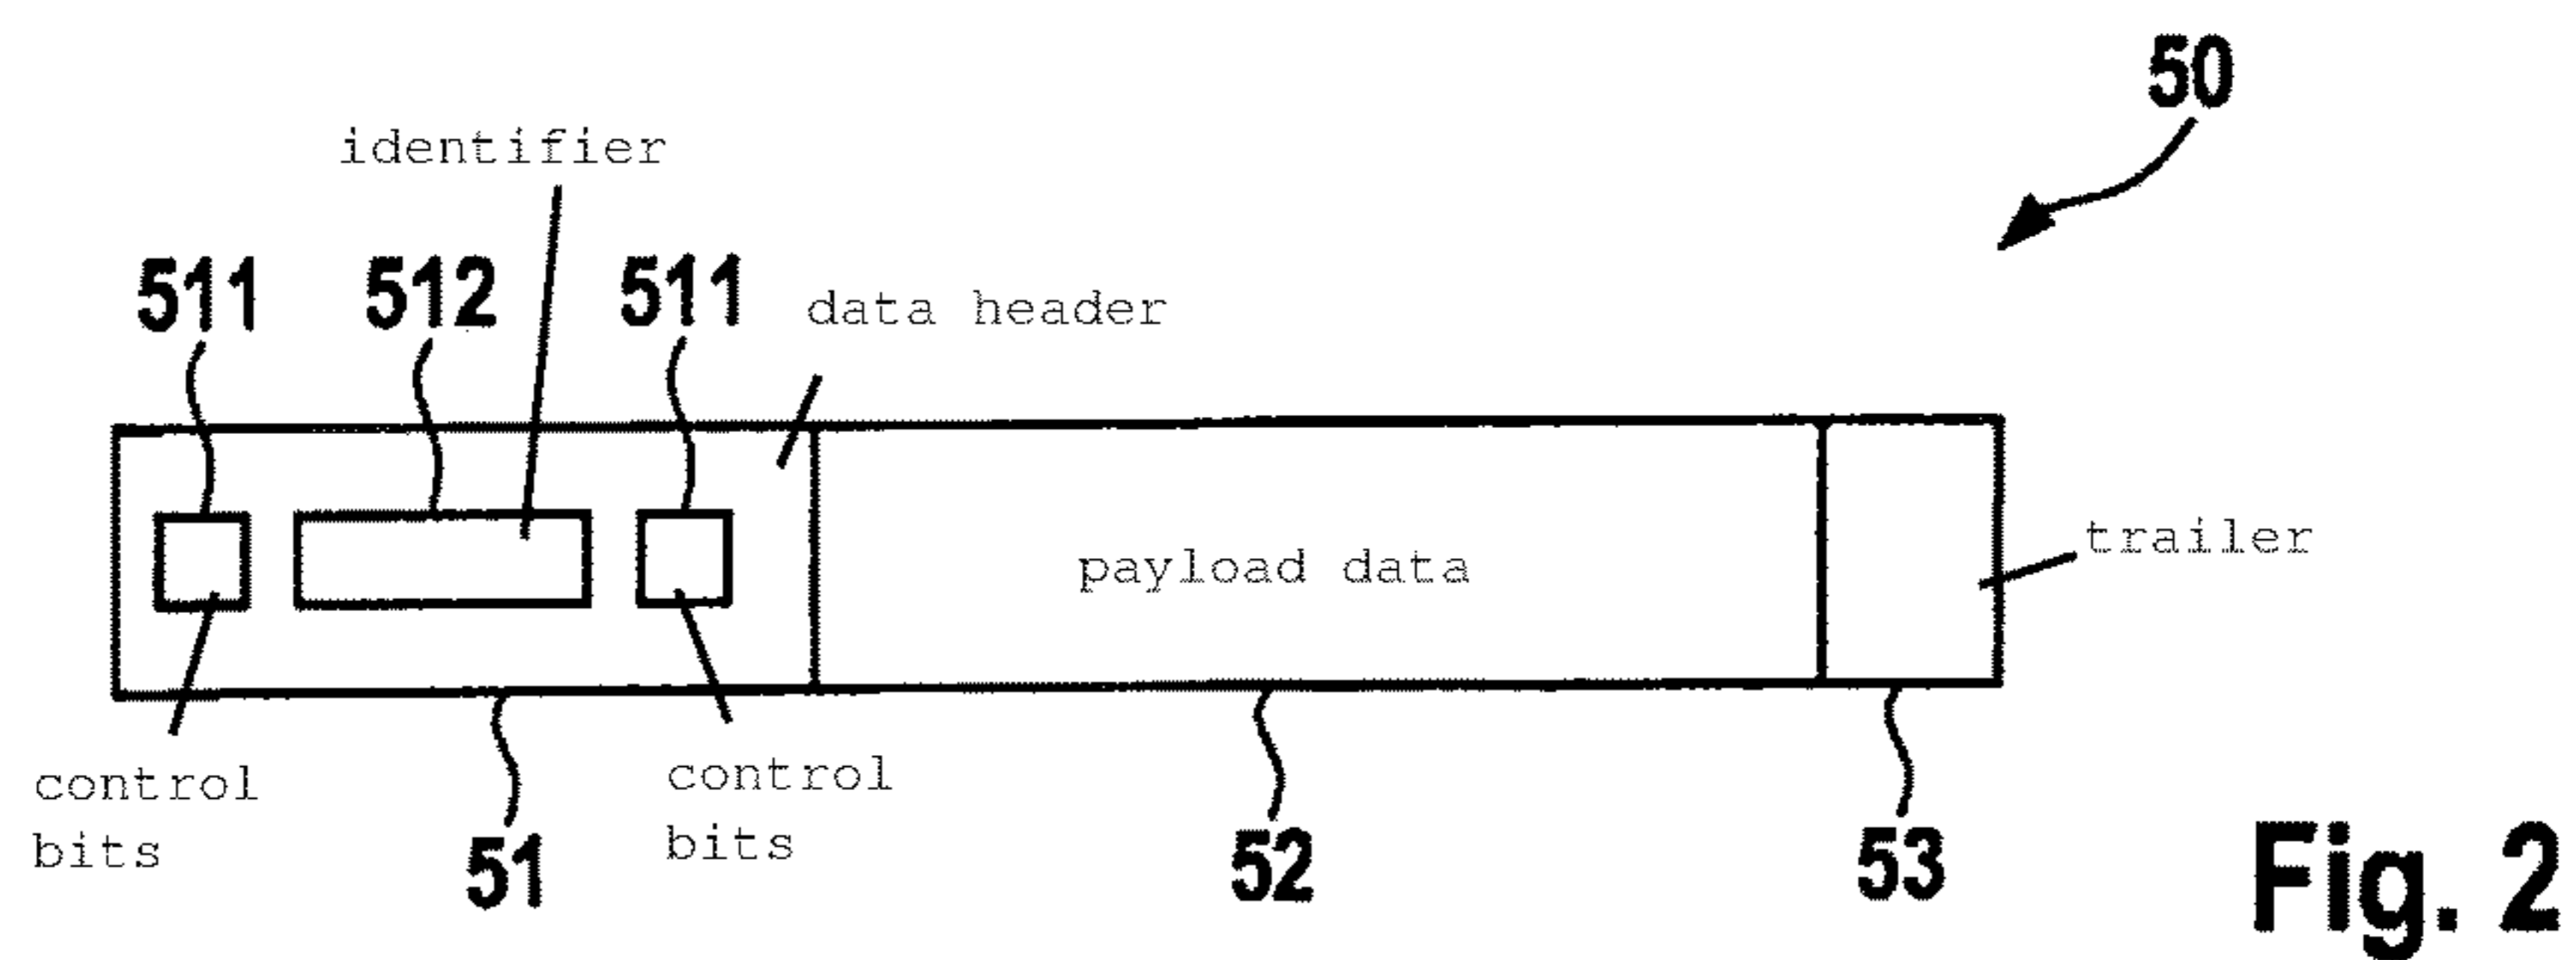 50
identifier
511
512
511
data header
payload data
trailer
control
bits
control
bits
51
52
53
Fig. 2